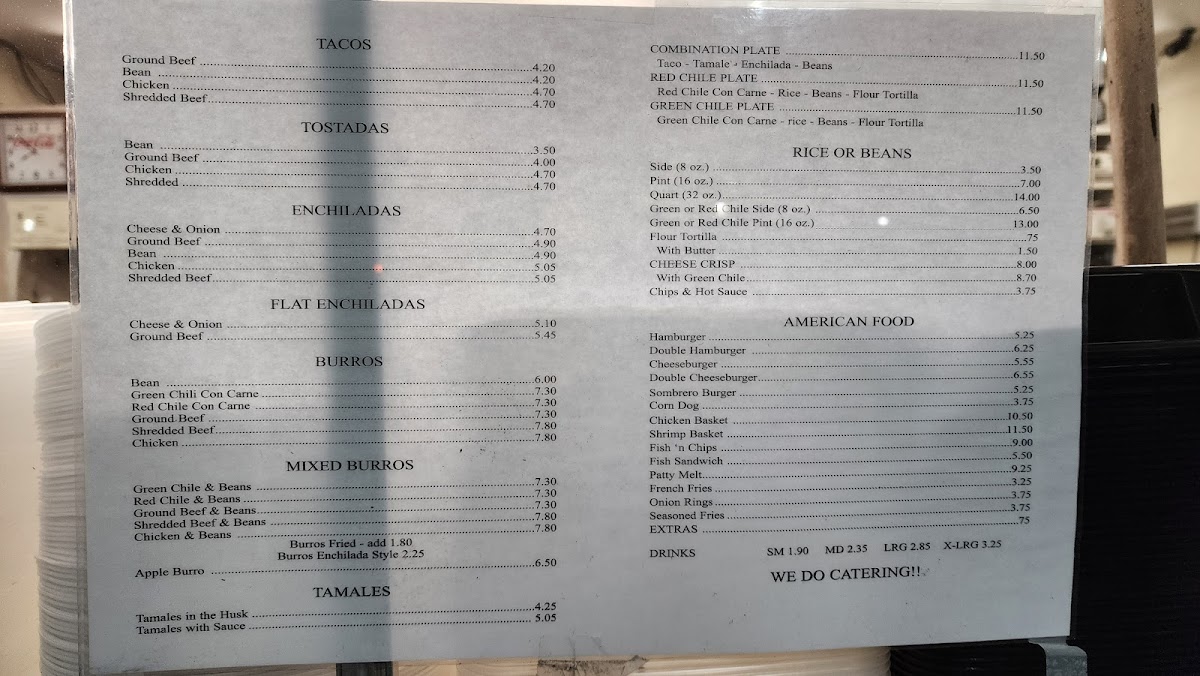 TACOS
Ground Beef 4.20
Bean 4.20
Chicken 4.70
Shredded Beef 4.70
TOSTADAS
Bean 3.50
Ground Beef 4.00
Chicken 4.70
Shredded 4.70
ENCHILADAS
Cheese & Onion 4.70
Ground Beef 4.90
Bean 4.90
Chicken 5.05
Shredded Beef 5.05
FLAT ENCHILADAS
Cheese & Onion 5.10
Ground Beef 5.45
BURROS
Bean 6.00
Green Chili Con Carne 7.30
Red Chile Con Carne 7.30
Ground Beef 7.30
Shredded Beef 7.80
Chicken 7.80
MIXED BURROS
Green Chile & Beans 7.30
Red Chile & Beans 7.30
Ground Beef & Beans 7.30
Shredded Beef & Beans 7.80
Chicken & Beans 7.80
Burros Fried - add 1.80
Burros Enchilada Style 2.25
Apple Burro 6.50
TAMALES
Tamales in the Husk 4.25
Tamales with Sauce 5.05
COMBINATION PLATE 11.50
Taco - Tamale - Enchilada - Beans
RED CHILE PLATE 11.50
Red Chile Con Carne - Rice - Beans - Flour Tortilla
GREEN CHILE PLATE 11.50
Green Chile Con Carne - rice - Beans - Flour Tortilla
RICE OR BEANS
Side (8 oz.) 3.50
Pint (16 oz.) 7.00
Quart (32 oz.) 14.00
Green or Red Chile Side (8 oz.) 6.50
Green or Red Chile Pint (16 oz.) 13.00
Flour Tortilla .75
With Butter 1.50
CHEESE CRISP 8.00
With Green Chile 8.70
Chips & Hot Sauce 3.75
AMERICAN FOOD
Hamburger 5.25
Double Hamburger 6.25
Cheeseburger 5.55
Double Cheeseburger 6.55
Sombrero Burger 5.25
Corn Dog 3.75
Chicken Basket 10.50
Shrimp Basket 11.50
Fish 'n Chips 9.00
Fish Sandwich 5.50
Patty Melt 9.25
French Fries 3.25
Onion Rings 3.75
Seasoned Fries 3.75
EXTRAS .75
DRINKS SM 1.90 MD 2.35 LRG 2.85 X-LRG 3.25
WE DO CATERING!!
Coca-Cola